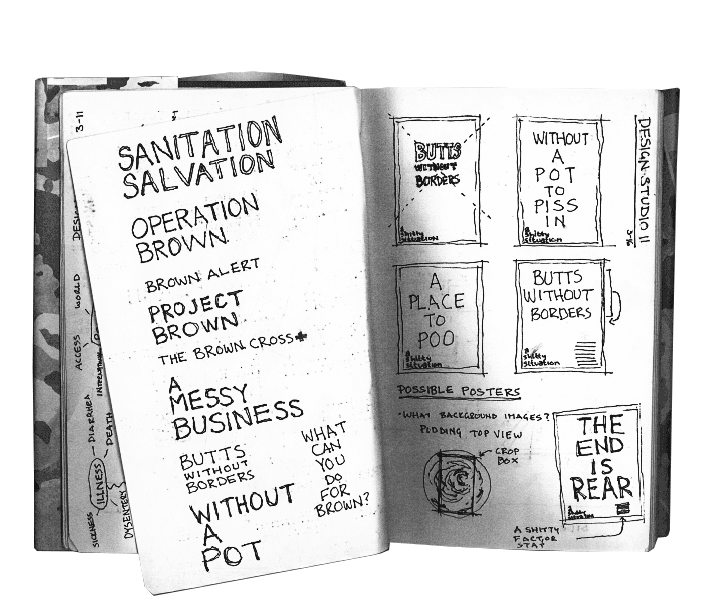 3-11
DESI
WORLD
ACCESS
DIARRHEA
DEATH
ILLNESS
SICKNESS
DYSENTERY
SANITATION
SALVATION
OPERATION
BROWN
BROWN ALERT
PROJECT
BROWN
THE BROWN CROSS
A
MESSY
BUSINESS
BUTTS
WITHOUT
BORDERS
WHAT
CAN
YOU
DO
FOR
BROWN?
WITHOUT
A
POT
DESIGN STUDIO II
3-16
BUTTS
WITHOUT
BORDERS
A
Shitty
Situation
WITHOUT
A
POT
TO
PISS
IN
A
Shitty
Situation
A
PLACE
TO
POO
A
Shitty
Situation
BUTTS
WITHOUT
BORDERS
A
Shitty
Situation
POSSIBLE POSTERS
·WHAT BACKGROUND IMAGES?
PUDDING TOP VIEW
CROP
BOX
THE
END
IS
REAR
A
Shitty
Situation
A SHITTY
FACTOR
STAT